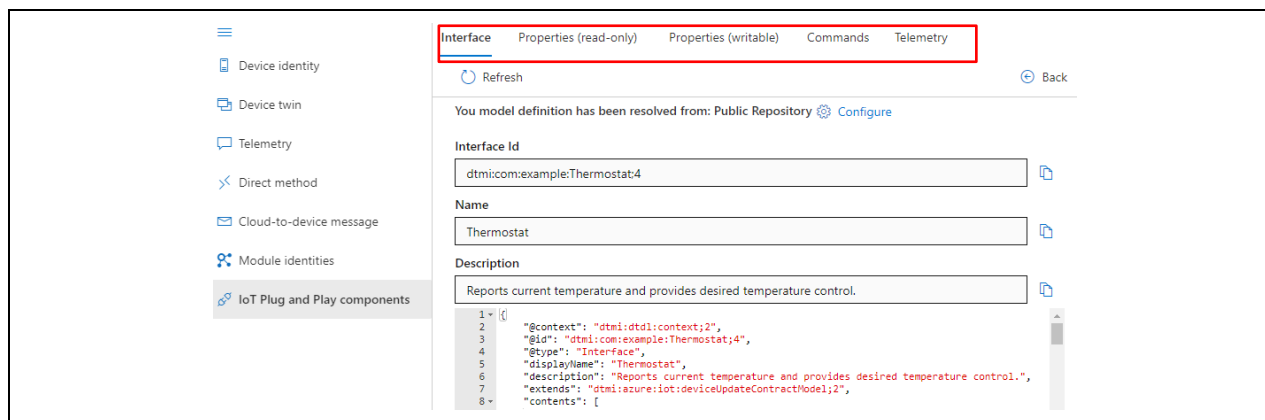 Interface Properties (read-only) Properties (writable) Commands Telemetry
Device identity
Refresh Back
Device twin
You model definition has been resolved from: Public Repository Configure
Telemetry
Interface Id
dtmi:com:example:Thermostat;4
Direct method
Name
Cloud-to-device message
Thermostat
Module identities
Description
IoT Plug and Play components
Reports current temperature and provides desired temperature control.
1 {
2 "@context": "dtmi:dtdl:context;2",
3 "@id": "dtmi:com:example:Thermostat;4",
4 "@type": "Interface",
5 "displayName": "Thermostat",
6 "description": "Reports current temperature and provides desired temperature control.",
7 "extends": "dtmi:azure:iot:deviceUpdateContractModel;2",
8 "contents": [